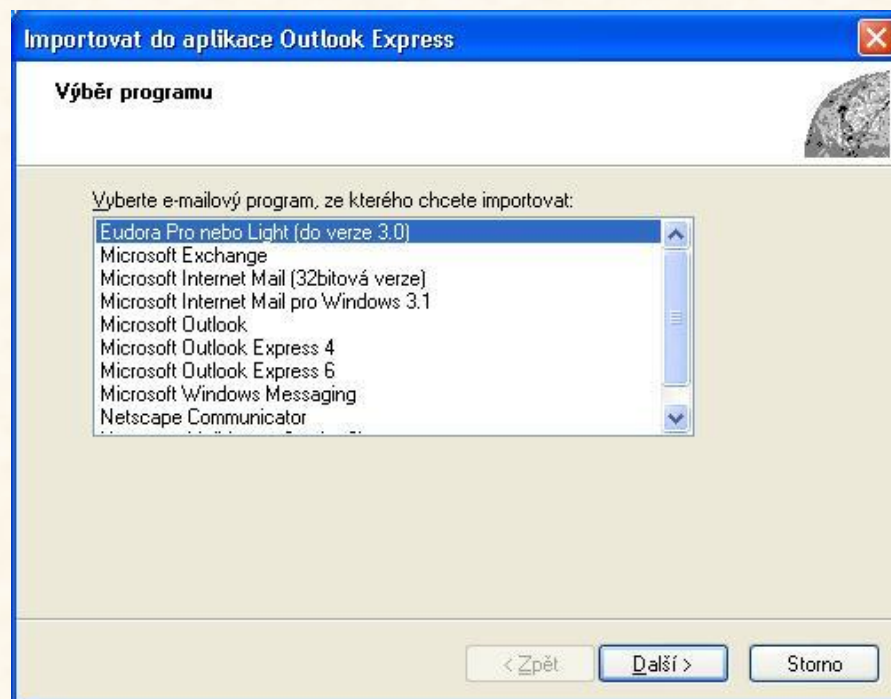 Importovat do aplikace Outlook Express
Výběr programu
Vyberte e-mailový program, ze kterého chcete importovat:
Eudora Pro nebo Light (do verze 3.0)
Microsoft Exchange
Microsoft Internet Mail (32bitová verze)
Microsoft Internet Mail pro Windows 3.1
Microsoft Outlook
Microsoft Outlook Express 4
Microsoft Outlook Express 6
Microsoft Windows Messaging
Netscape Communicator
< Zpět
Další >
Storno